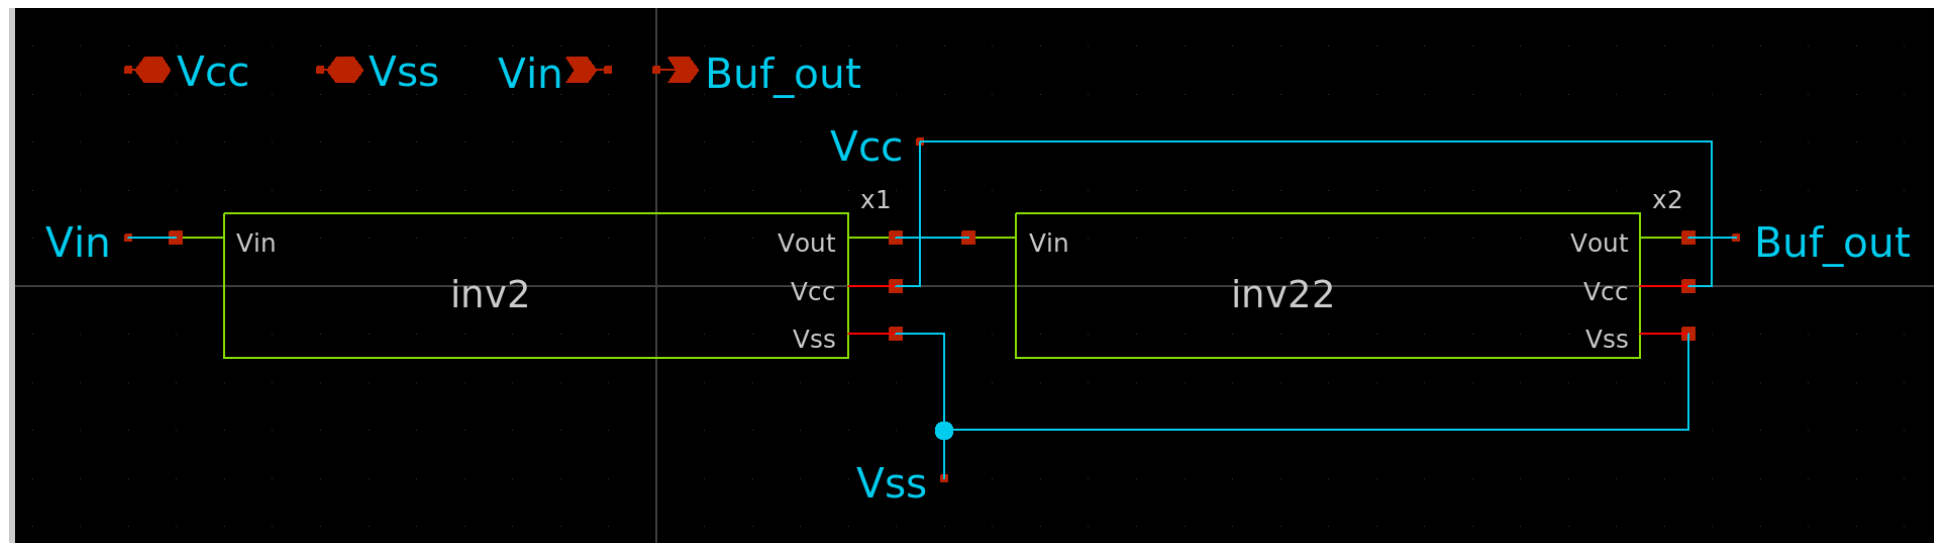 Vcc Vss Vin Buf_out
Vcc
x1 x2
Vin Vin Vout Vin Vout Buf_out
inv2 Vcc inv22 Vcc
Vss Vss
Vss